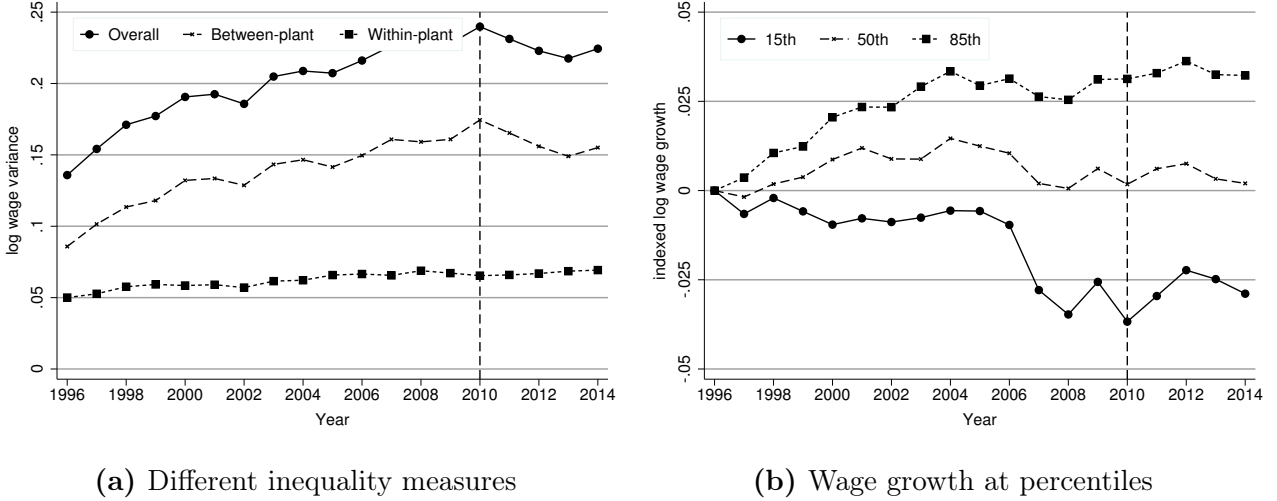 Overall Between-plant Within-plant
log wage variance
.25
.2
.15
.1
.05
0
1996 1998 2000 2002 2004 2006 2008 2010 2012 2014
Year
(a) Different inequality measures
15th 50th 85th
indexed log wage growth
.05
.025
0
-.025
-.05
1996 1998 2000 2002 2004 2006 2008 2010 2012 2014
Year
(b) Wage growth at percentiles